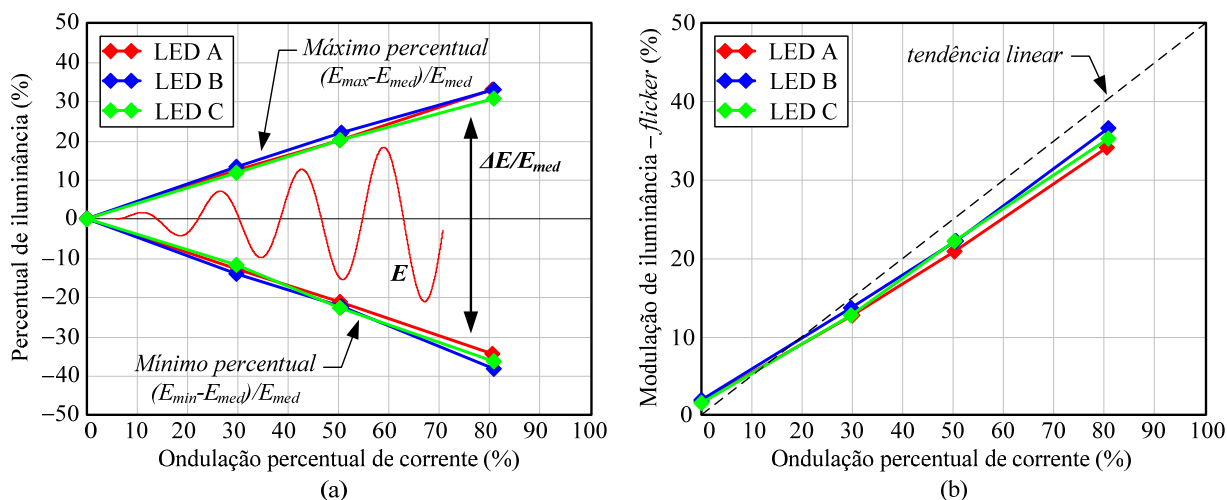 50
40
30
20
10
0
−10
−20
−30
−40
−50
Percentual de iluminância (%)
LED A
LED B
LED C
Máximo percentual
(Emax-Emed)/Emed
ΔE/Emed
E
Mínimo percentual
(Emin-Emed)/Emed
0 10 20 30 40 50 60 70 80 90 100
Ondulação percentual de corrente (%)
(a)
50
40
30
20
10
0
Modulação de iluminância – flicker (%)
LED A
LED B
LED C
tendência linear
0 10 20 30 40 50 60 70 80 90 100
Ondulação percentual de corrente (%)
(b)